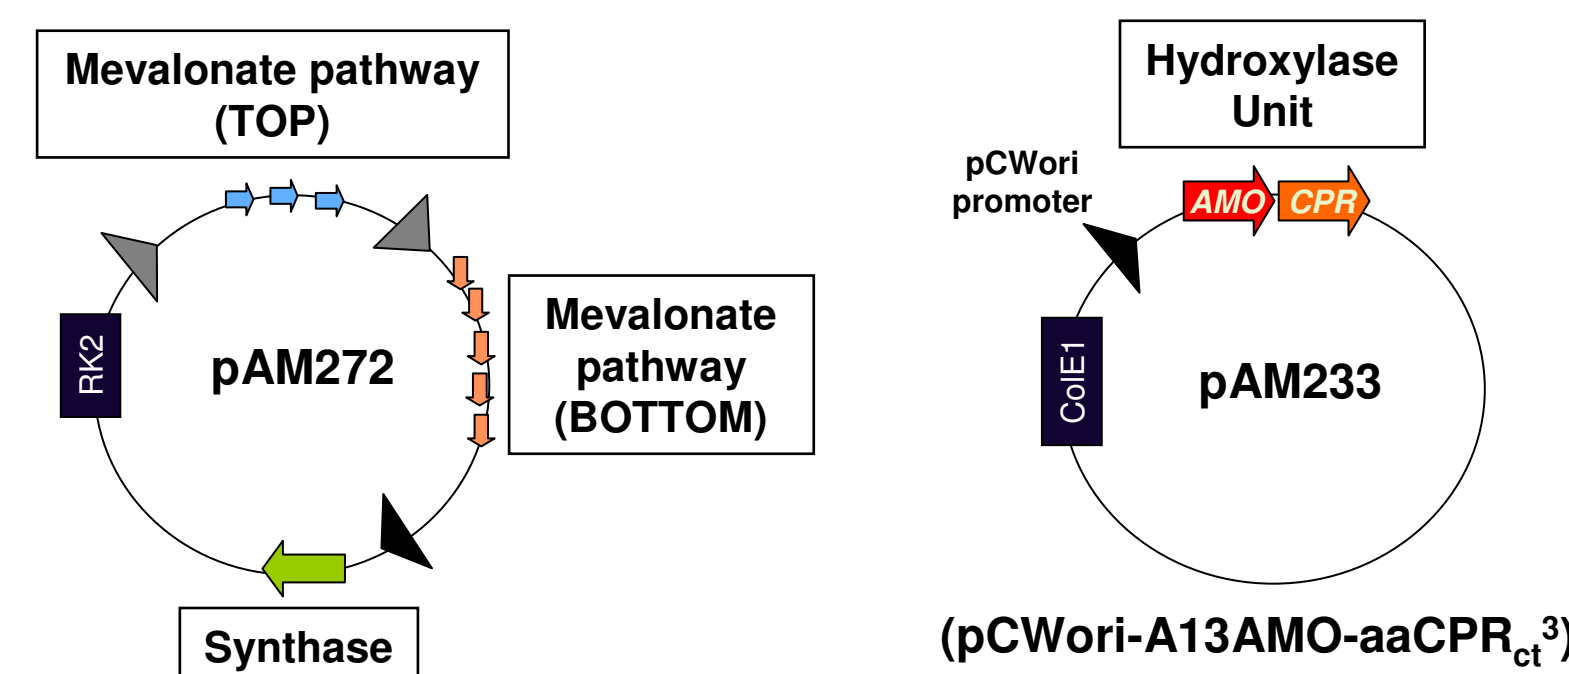 Mevalonate pathway
(TOP)
RK2
pAM272
Mevalonate
pathway
(BOTTOM)
Synthase
Hydroxylase
Unit
pCWori
promoter
AMO
CPR
ColE1
pAM233
(pCWori-A13AMO-aaCPRct3)